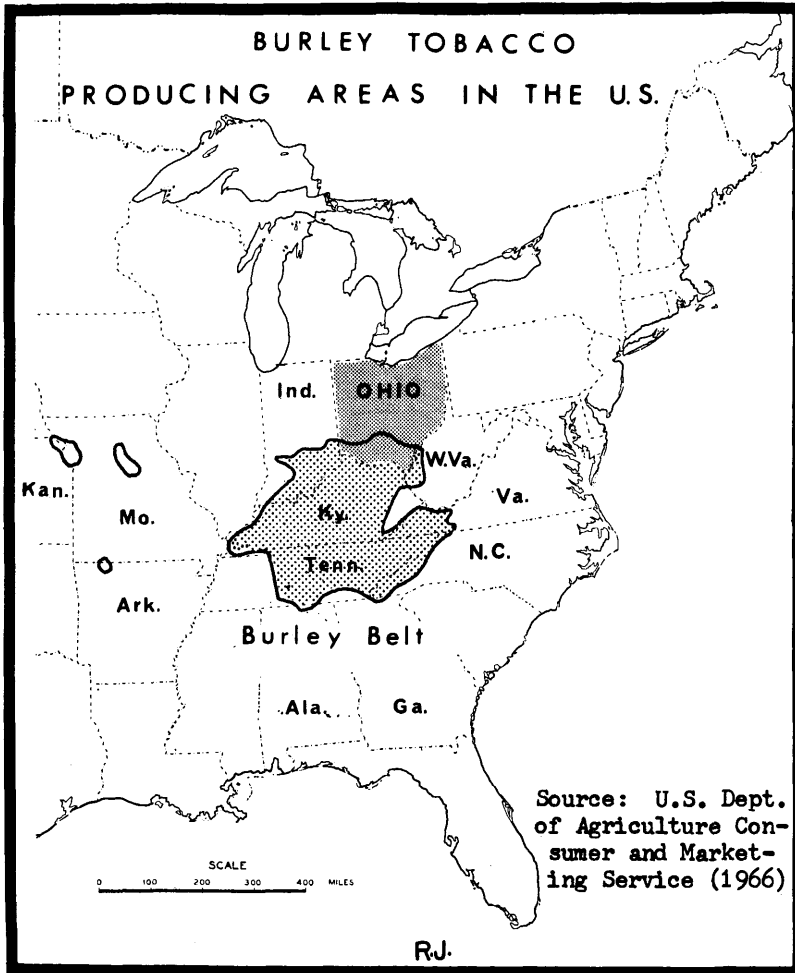 BURLEY TOBACCO
PRODUCING AREAS IN THE U.S.
Ind.
OHIO
W.Va.
Kan.
Mo.
Ky.
Va.
N.C.
Tenn.
Ark.
Burley Belt
Ala.
Ga.
Source: U.S. Dept.
of Agriculture Con-
sumer and Market-
ing Service (1966)
SCALE
0 100 200 300 400 MILES
R.J.